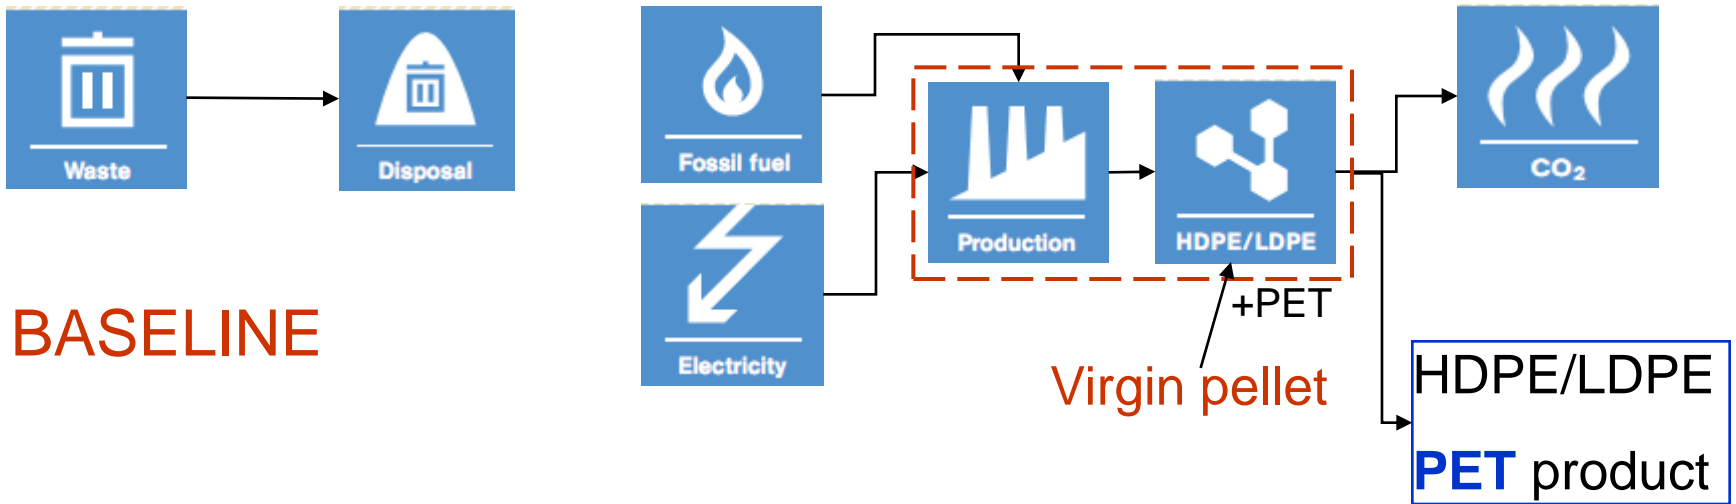 Waste
Disposal
Fossil fuel
Electricity
Production
HDPE/LDPE
CO₂
BASELINE
+PET
Virgin pellet
HDPE/LDPE
PET product